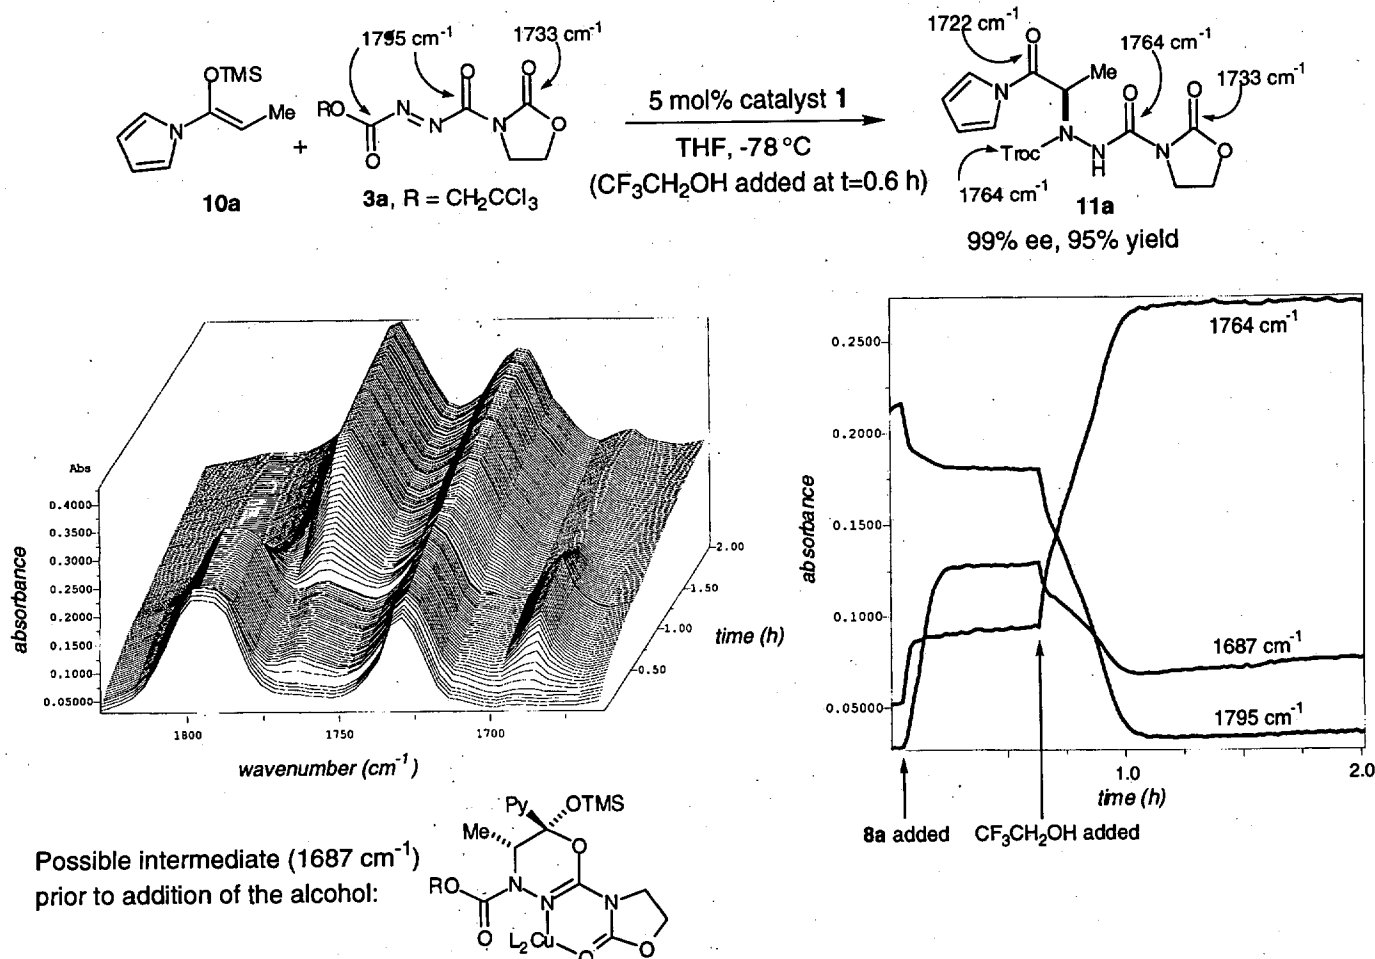 1722 cm⁻¹
1795 cm⁻¹
1733 cm⁻¹
1764 cm⁻¹
1733 cm⁻¹
OTMS
N
Me
+
RO
O
N
N
O
N
O
O
5 mol% catalyst 1
THF, -78 °C
(CF₃CH₂OH added at t=0.6 h)
O
N
Me
Troc
N
N
H
O
N
O
O
1764 cm⁻¹
10a
3a, R = CH₂CCl₃
11a
99% ee, 95% yield
Abs
0.4000
0.3500
0.3000
0.2500
0.2000
0.1500
0.1000
0.05000
absorbance
1800
1750
1700
wavenumber (cm⁻¹)
2.00
1.50
1.00
0.50
time (h)
0.2500
0.2000
0.1500
0.1000
0.05000
absorbance
1764 cm⁻¹
1687 cm⁻¹
1795 cm⁻¹
1.0
2.0
time (h)
8a added
CF₃CH₂OH added
Possible intermediate (1687 cm⁻¹)
prior to addition of the alcohol:
Py
OTMS
Me
O
RO
N
N
N
O
L₂Cu
O
O